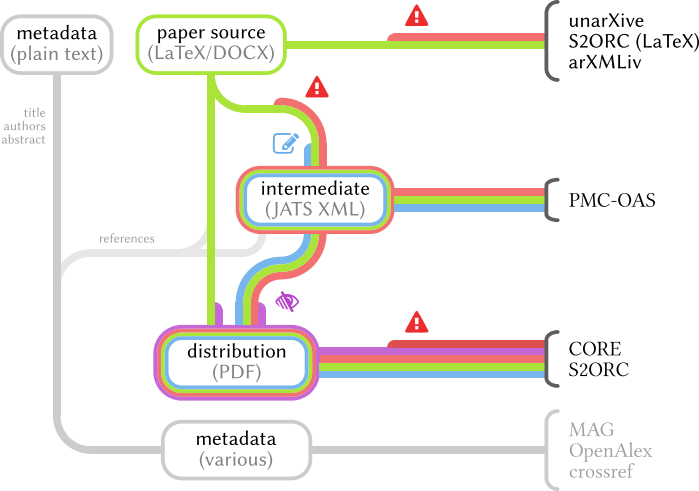 metadata
(plain text)
paper source
(LaTeX/DOCX)
unarXive
S2ORC (LaTeX)
arXMLiv
title
authors
abstract
intermediate
(JATS XML)
PMC-OAS
references
distribution
(PDF)
CORE
S2ORC
metadata
(various)
MAG
OpenAlex
crossref